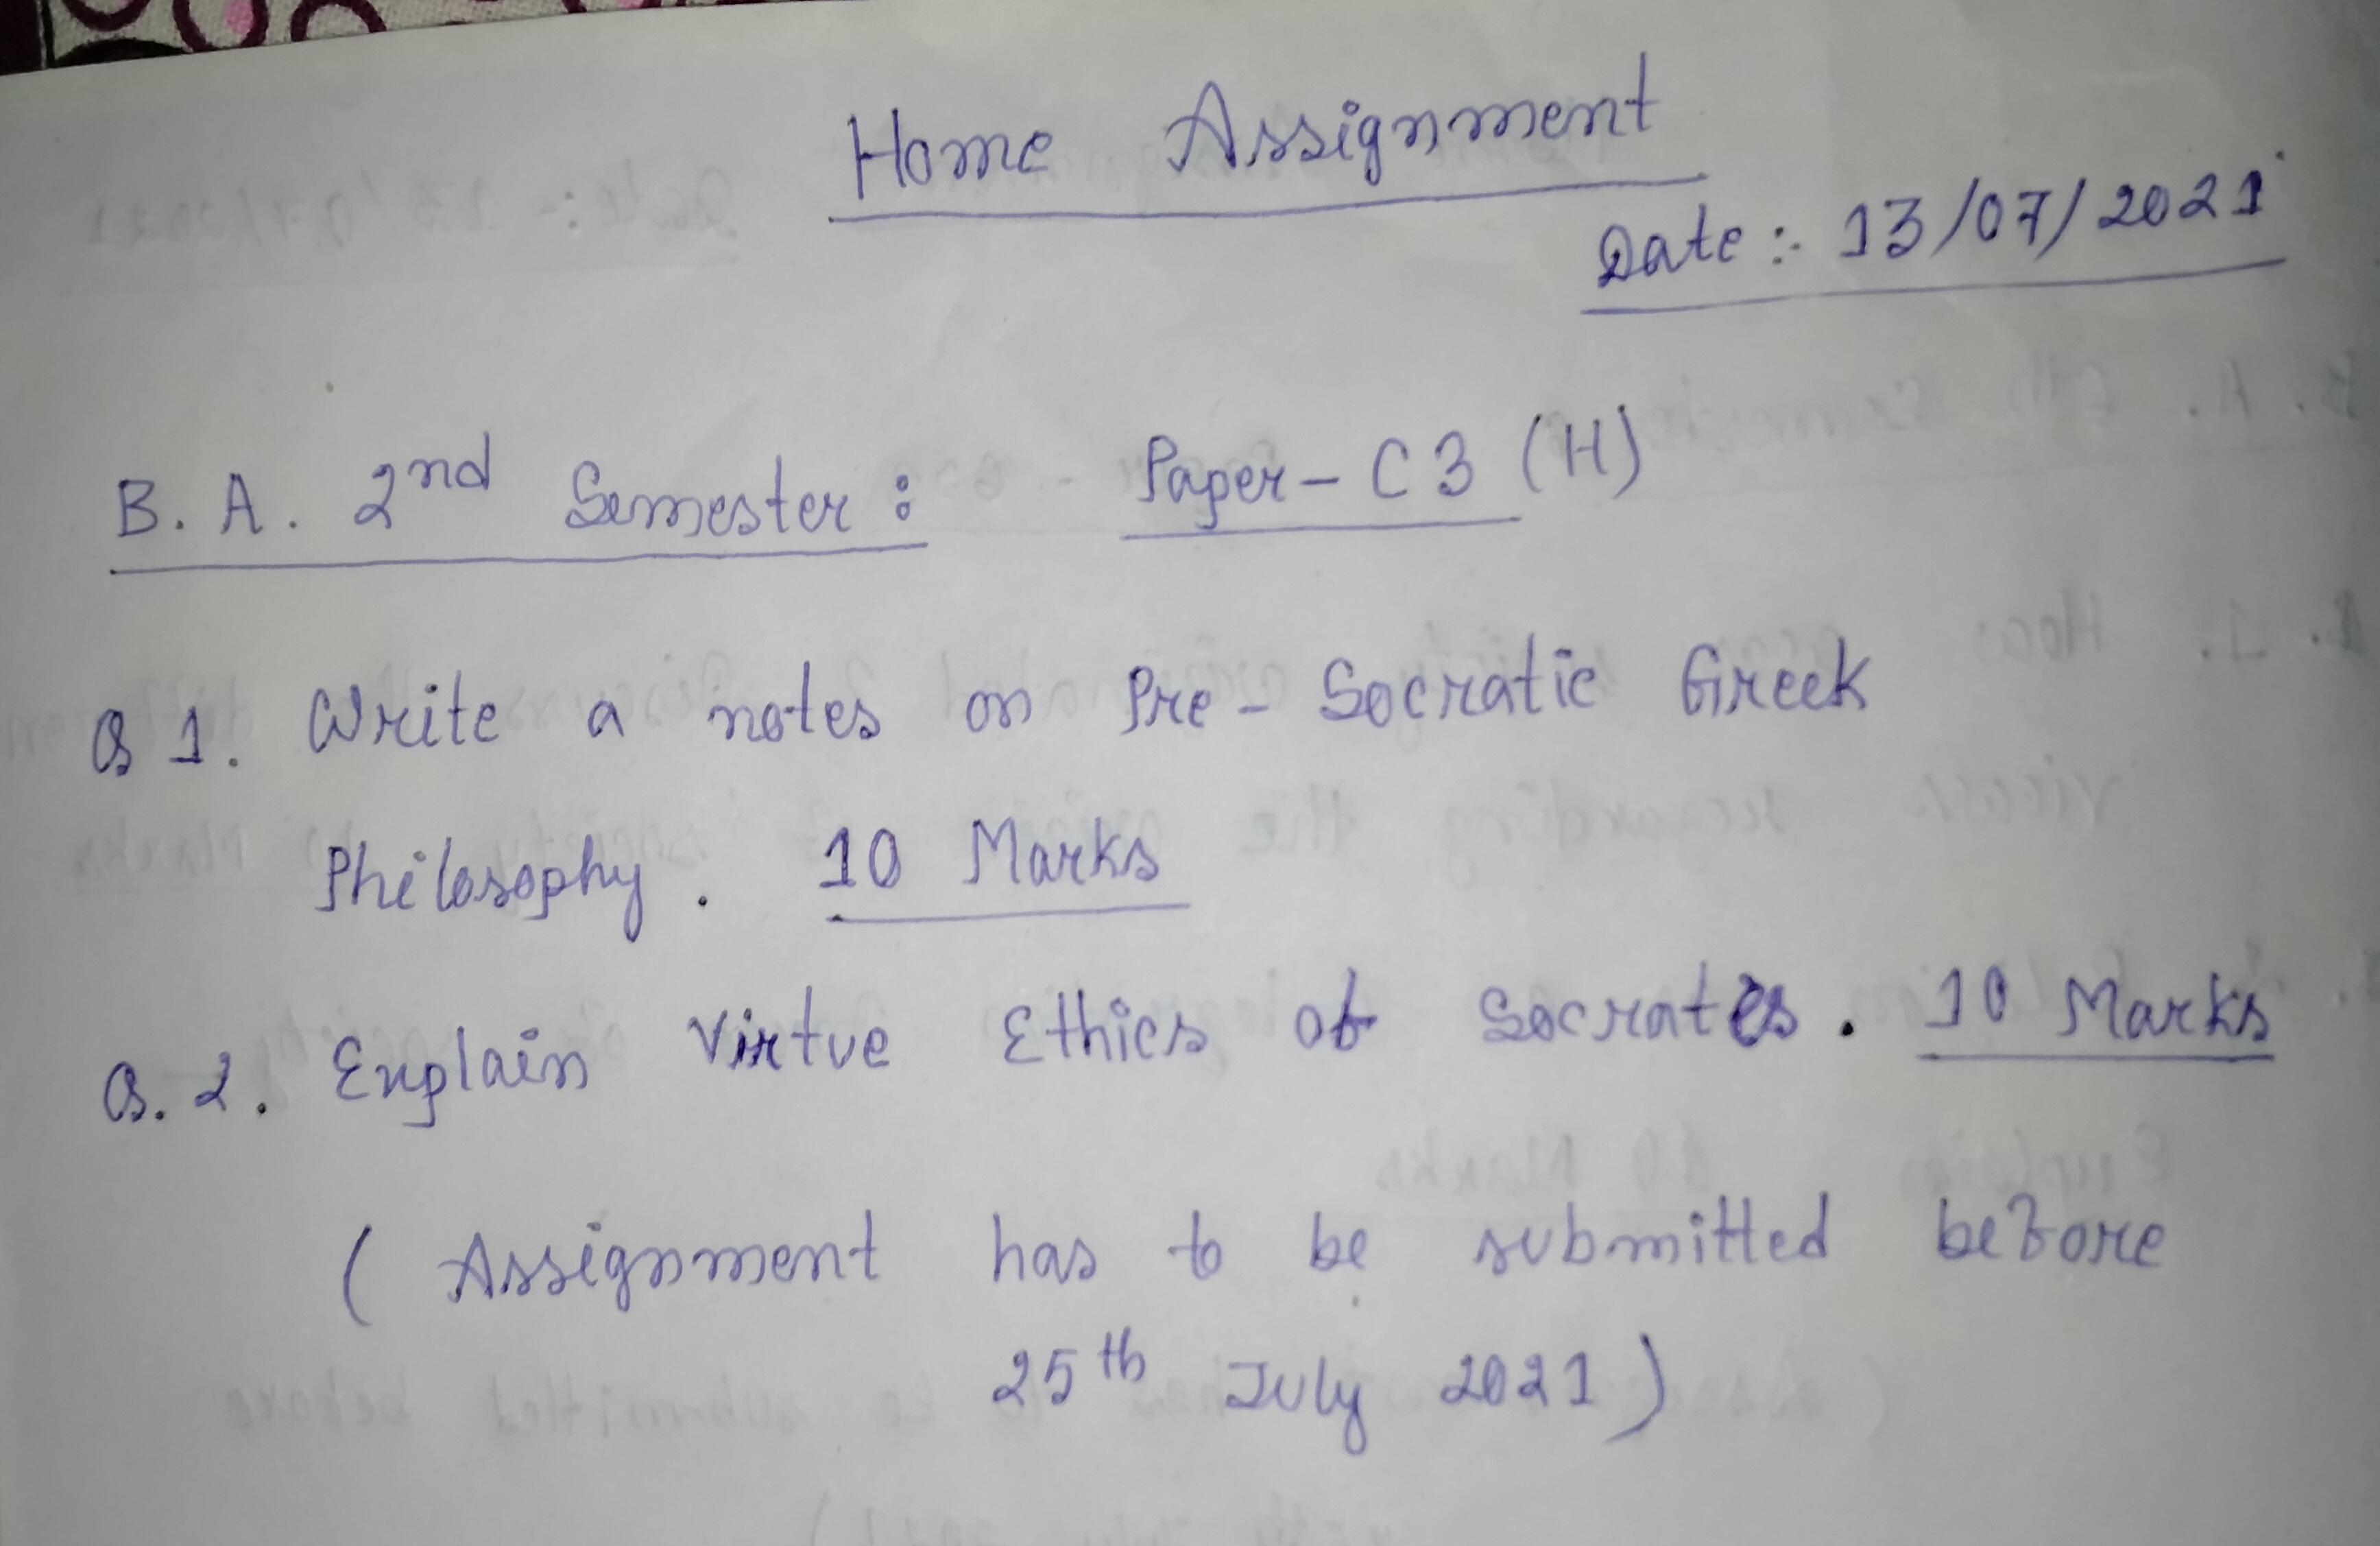 Home Assignment
Date :- 13/07/2021
B. A. 2nd Semester : Paper - C3 (H)
Q 1. Write a notes on Pre - Socratic Greek
Philosophy. 10 Marks
Q. 2. Explain Virtue Ethics of Socrates. 10 Marks
( Assignment has to be submitted before
25th July 2021 )